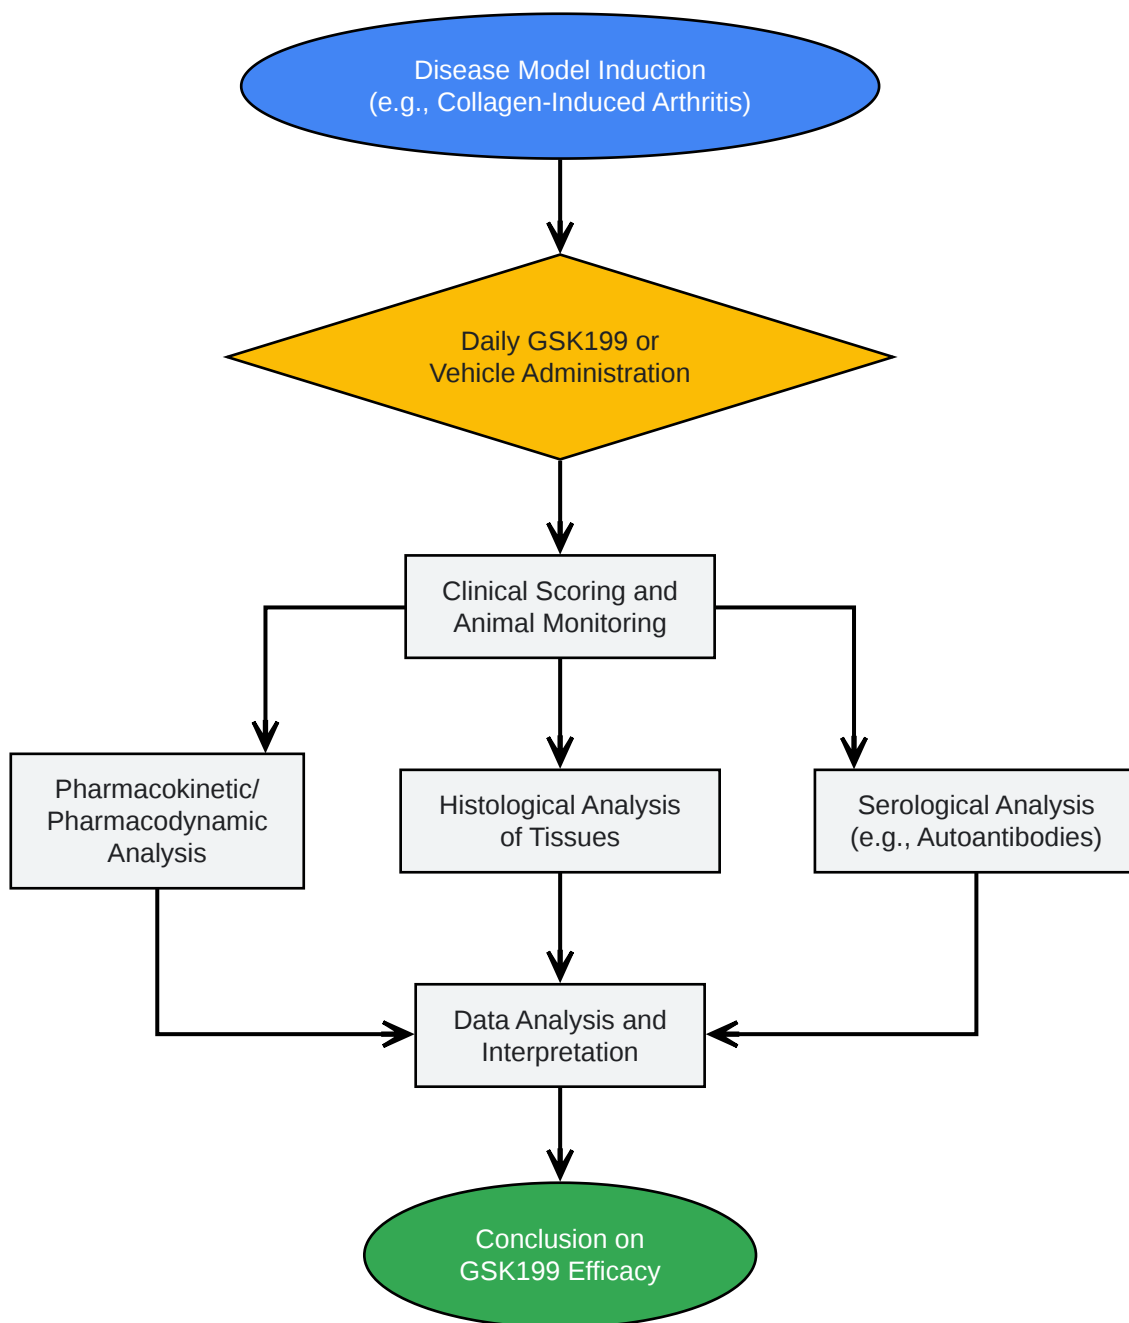 Disease Model Induction
(e.g., Collagen-Induced Arthritis)
Daily GSK199 or
Vehicle Administration
Clinical Scoring and
Animal Monitoring
Pharmacokinetic/
Pharmacodynamic
Analysis
Histological Analysis
of Tissues
Serological Analysis
(e.g., Autoantibodies)
Data Analysis and
Interpretation
Conclusion on
GSK199 Efficacy